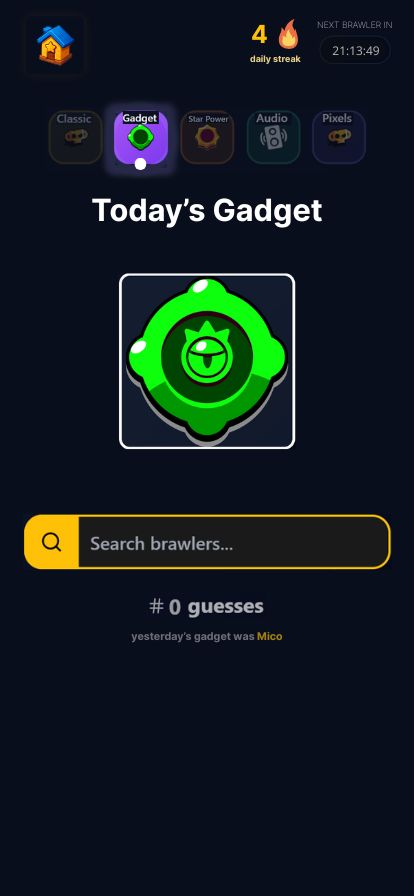 4
daily streak
NEXT BRAWLER IN
21:13:49
Classic
Gadget
Star Power
Audio
Pixels
Today’s Gadget
Search brawlers...
# 0 guesses
yesterday’s gadget was Mico